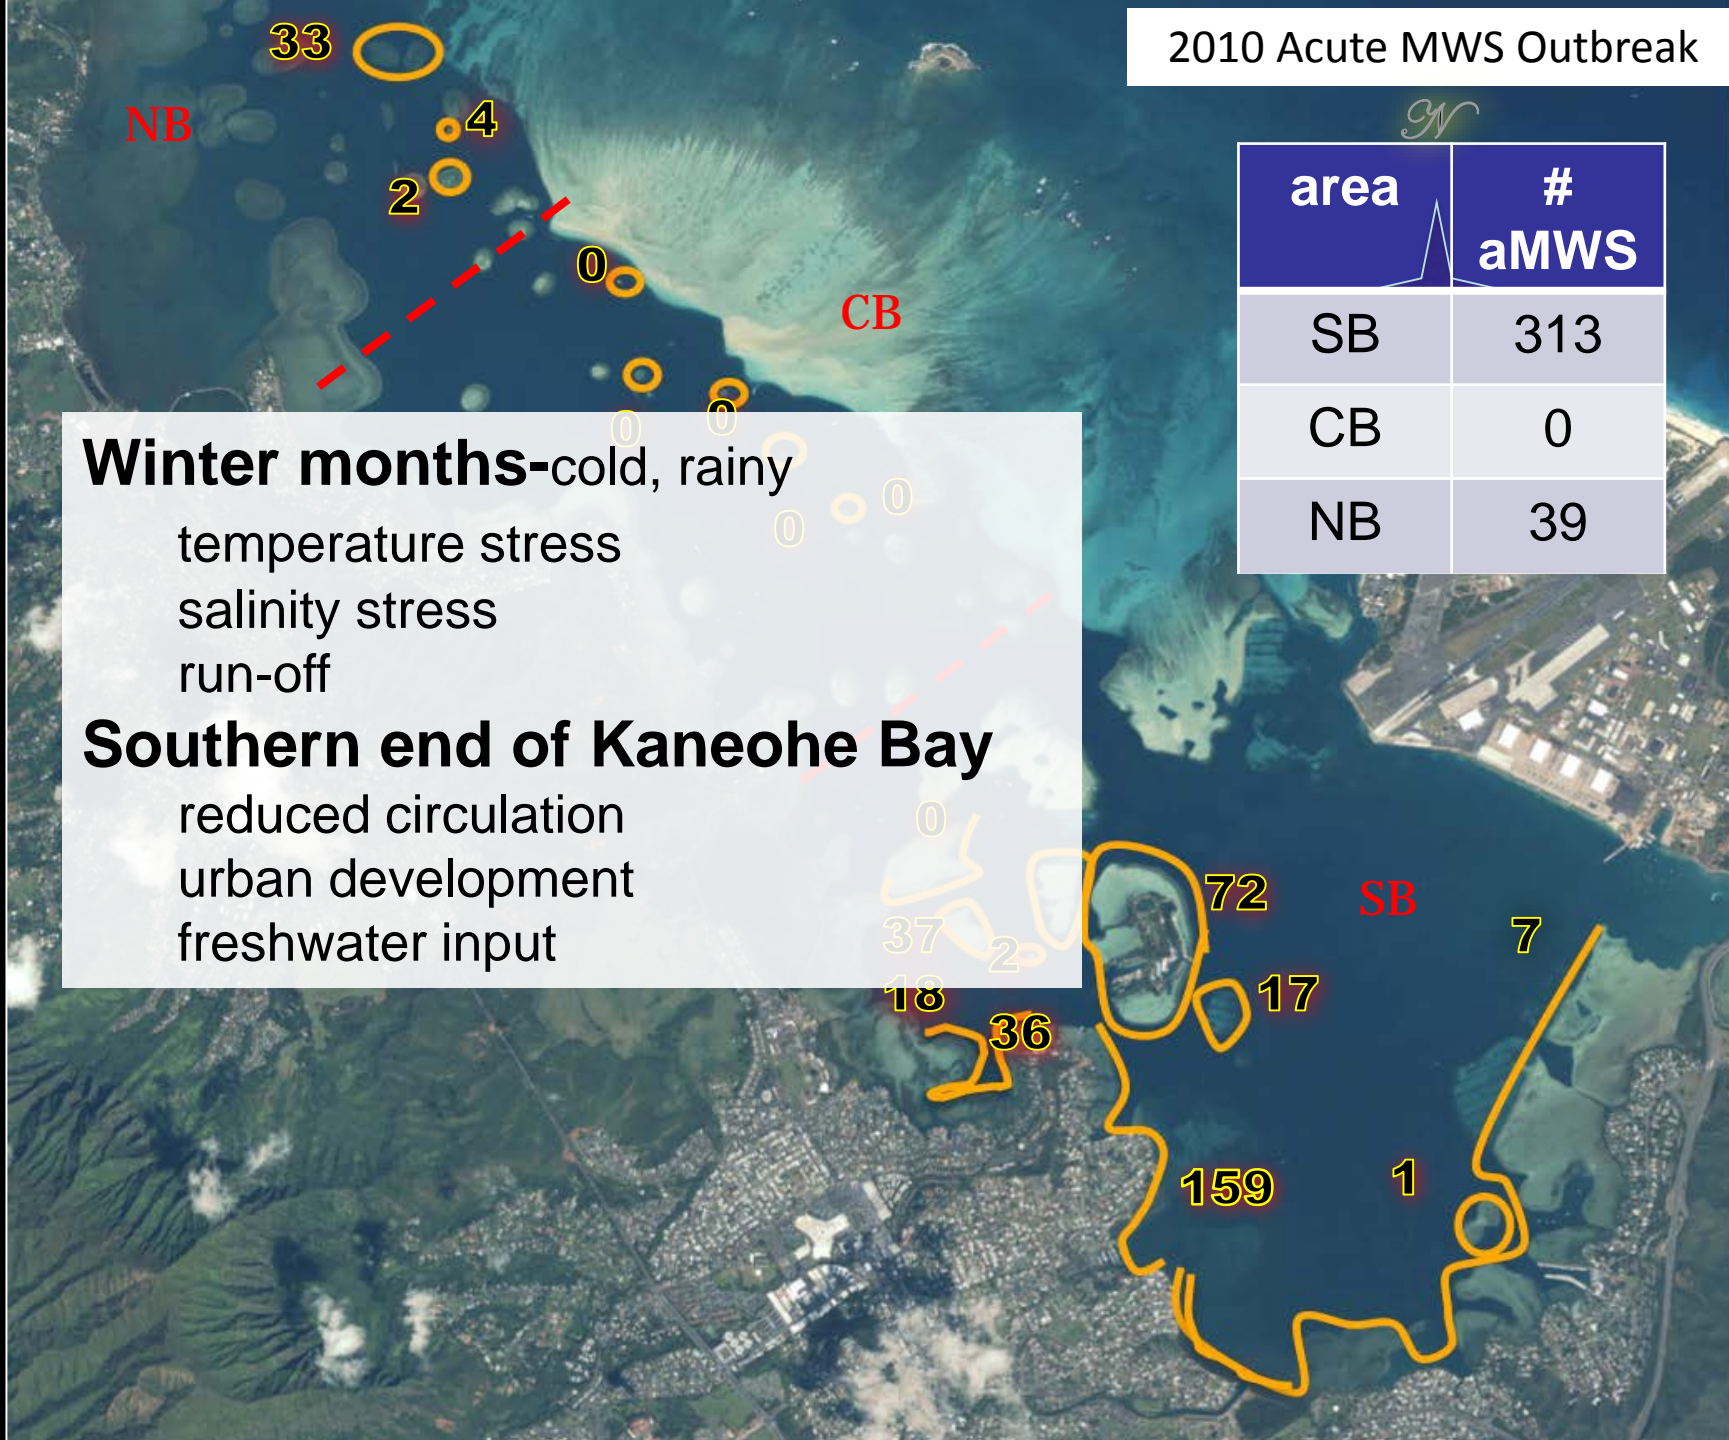 2010 Acute MWS Outbreak
33
NB
4
2
0
CB
N
area
#
aMWS
SB
313
CB
0
NB
39
0
0
0
0
Winter months-cold, rainy
temperature stress
salinity stress
run-off
Southern end of Kaneohe Bay
reduced circulation
urban development
freshwater input
0
37
2
18
36
72
SB
7
17
159
1